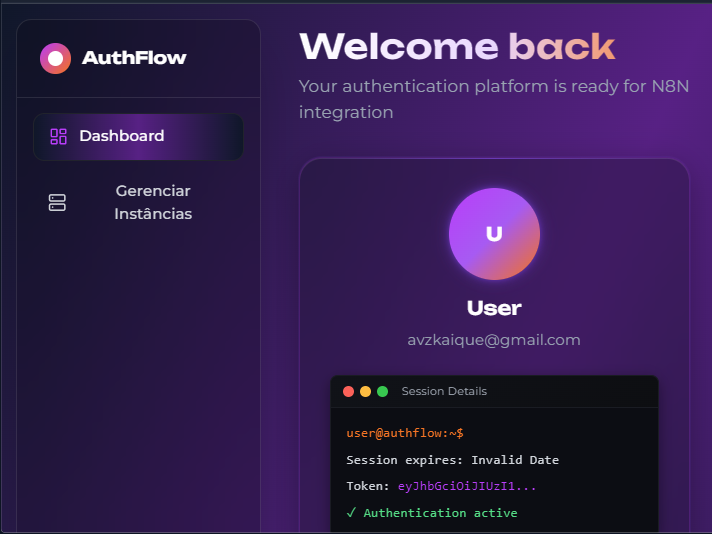 AuthFlow
Dashboard
Gerenciar
Instâncias
Welcome back
Your authentication platform is ready for N8N
integration
U
User
avzkaique@gmail.com
Session Details
user@authflow:~$
Session expires: Invalid Date
Token: eyJhbGciOiJIUzI1...
✓ Authentication active